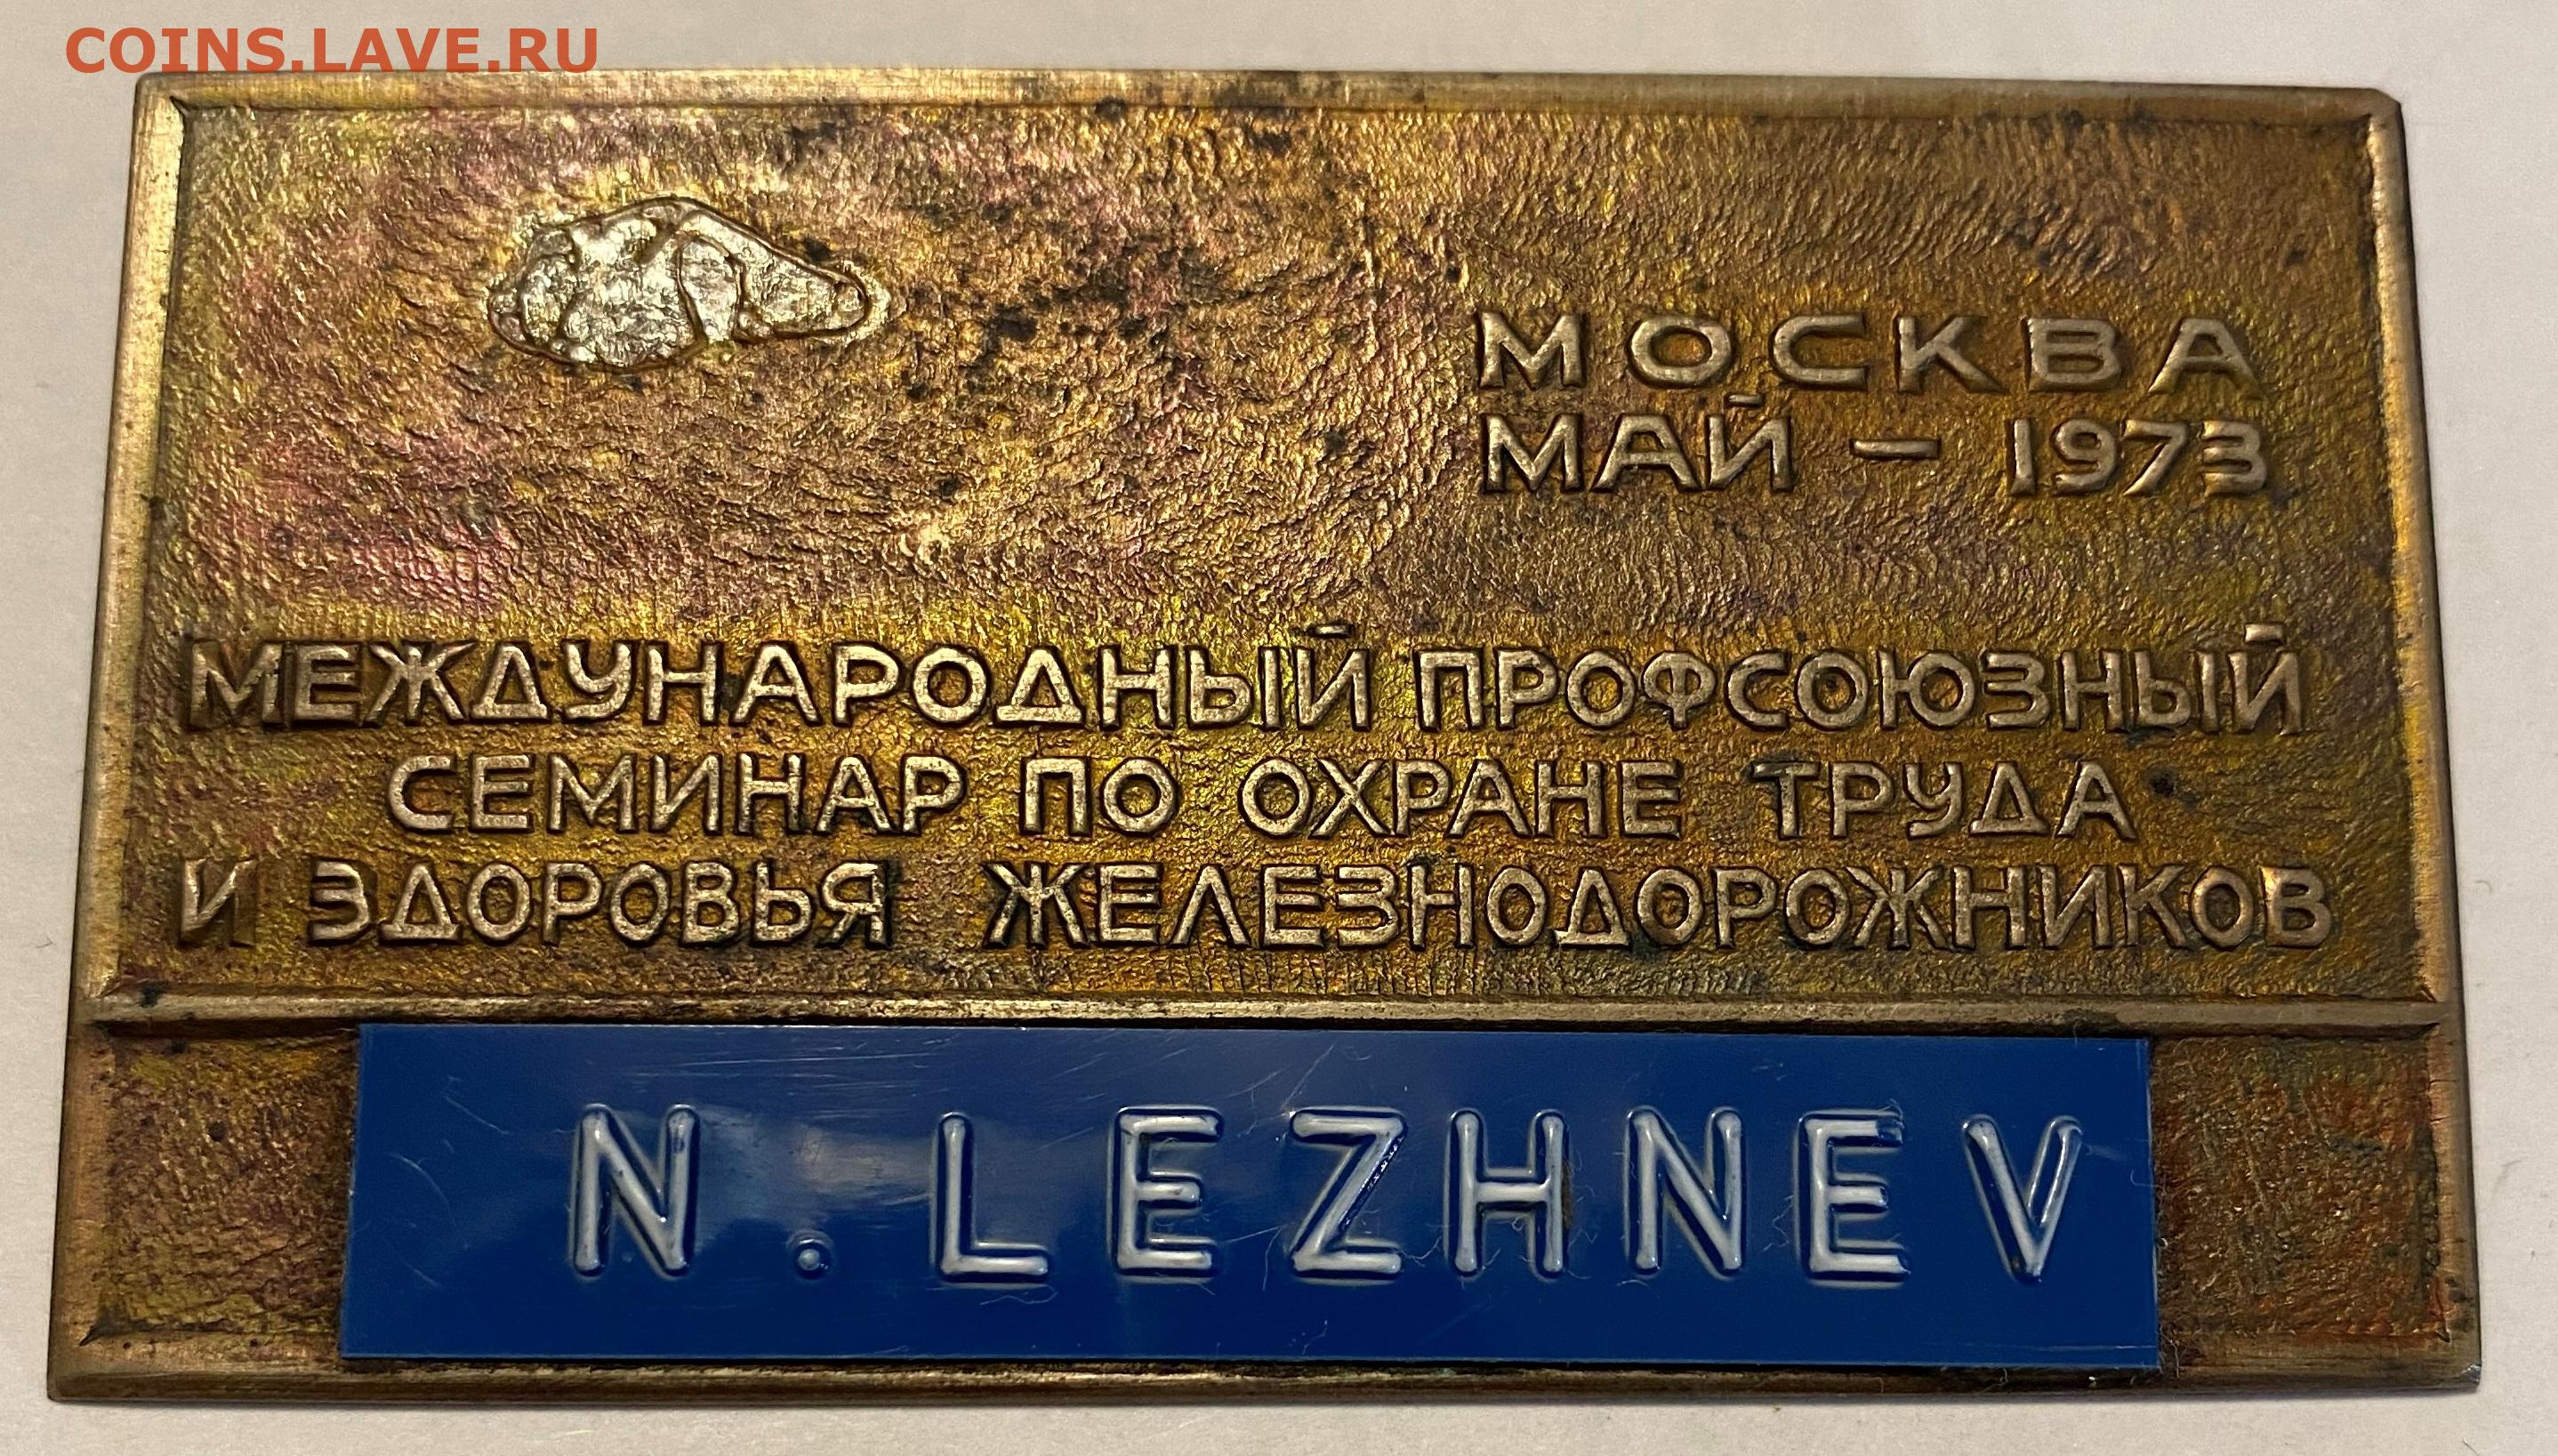 COINS.LAVE.RU
МОСКВА
МАЙ – 1973
МЕЖДУНАРОДНЫЙ ПРОФСОЮЗНЫЙ
СЕМИНАР ПО ОХРАНЕ ТРУДА
И ЗДОРОВЬЯ ЖЕЛЕЗНОДОРОЖНИКОВ
N. LEZHNEV